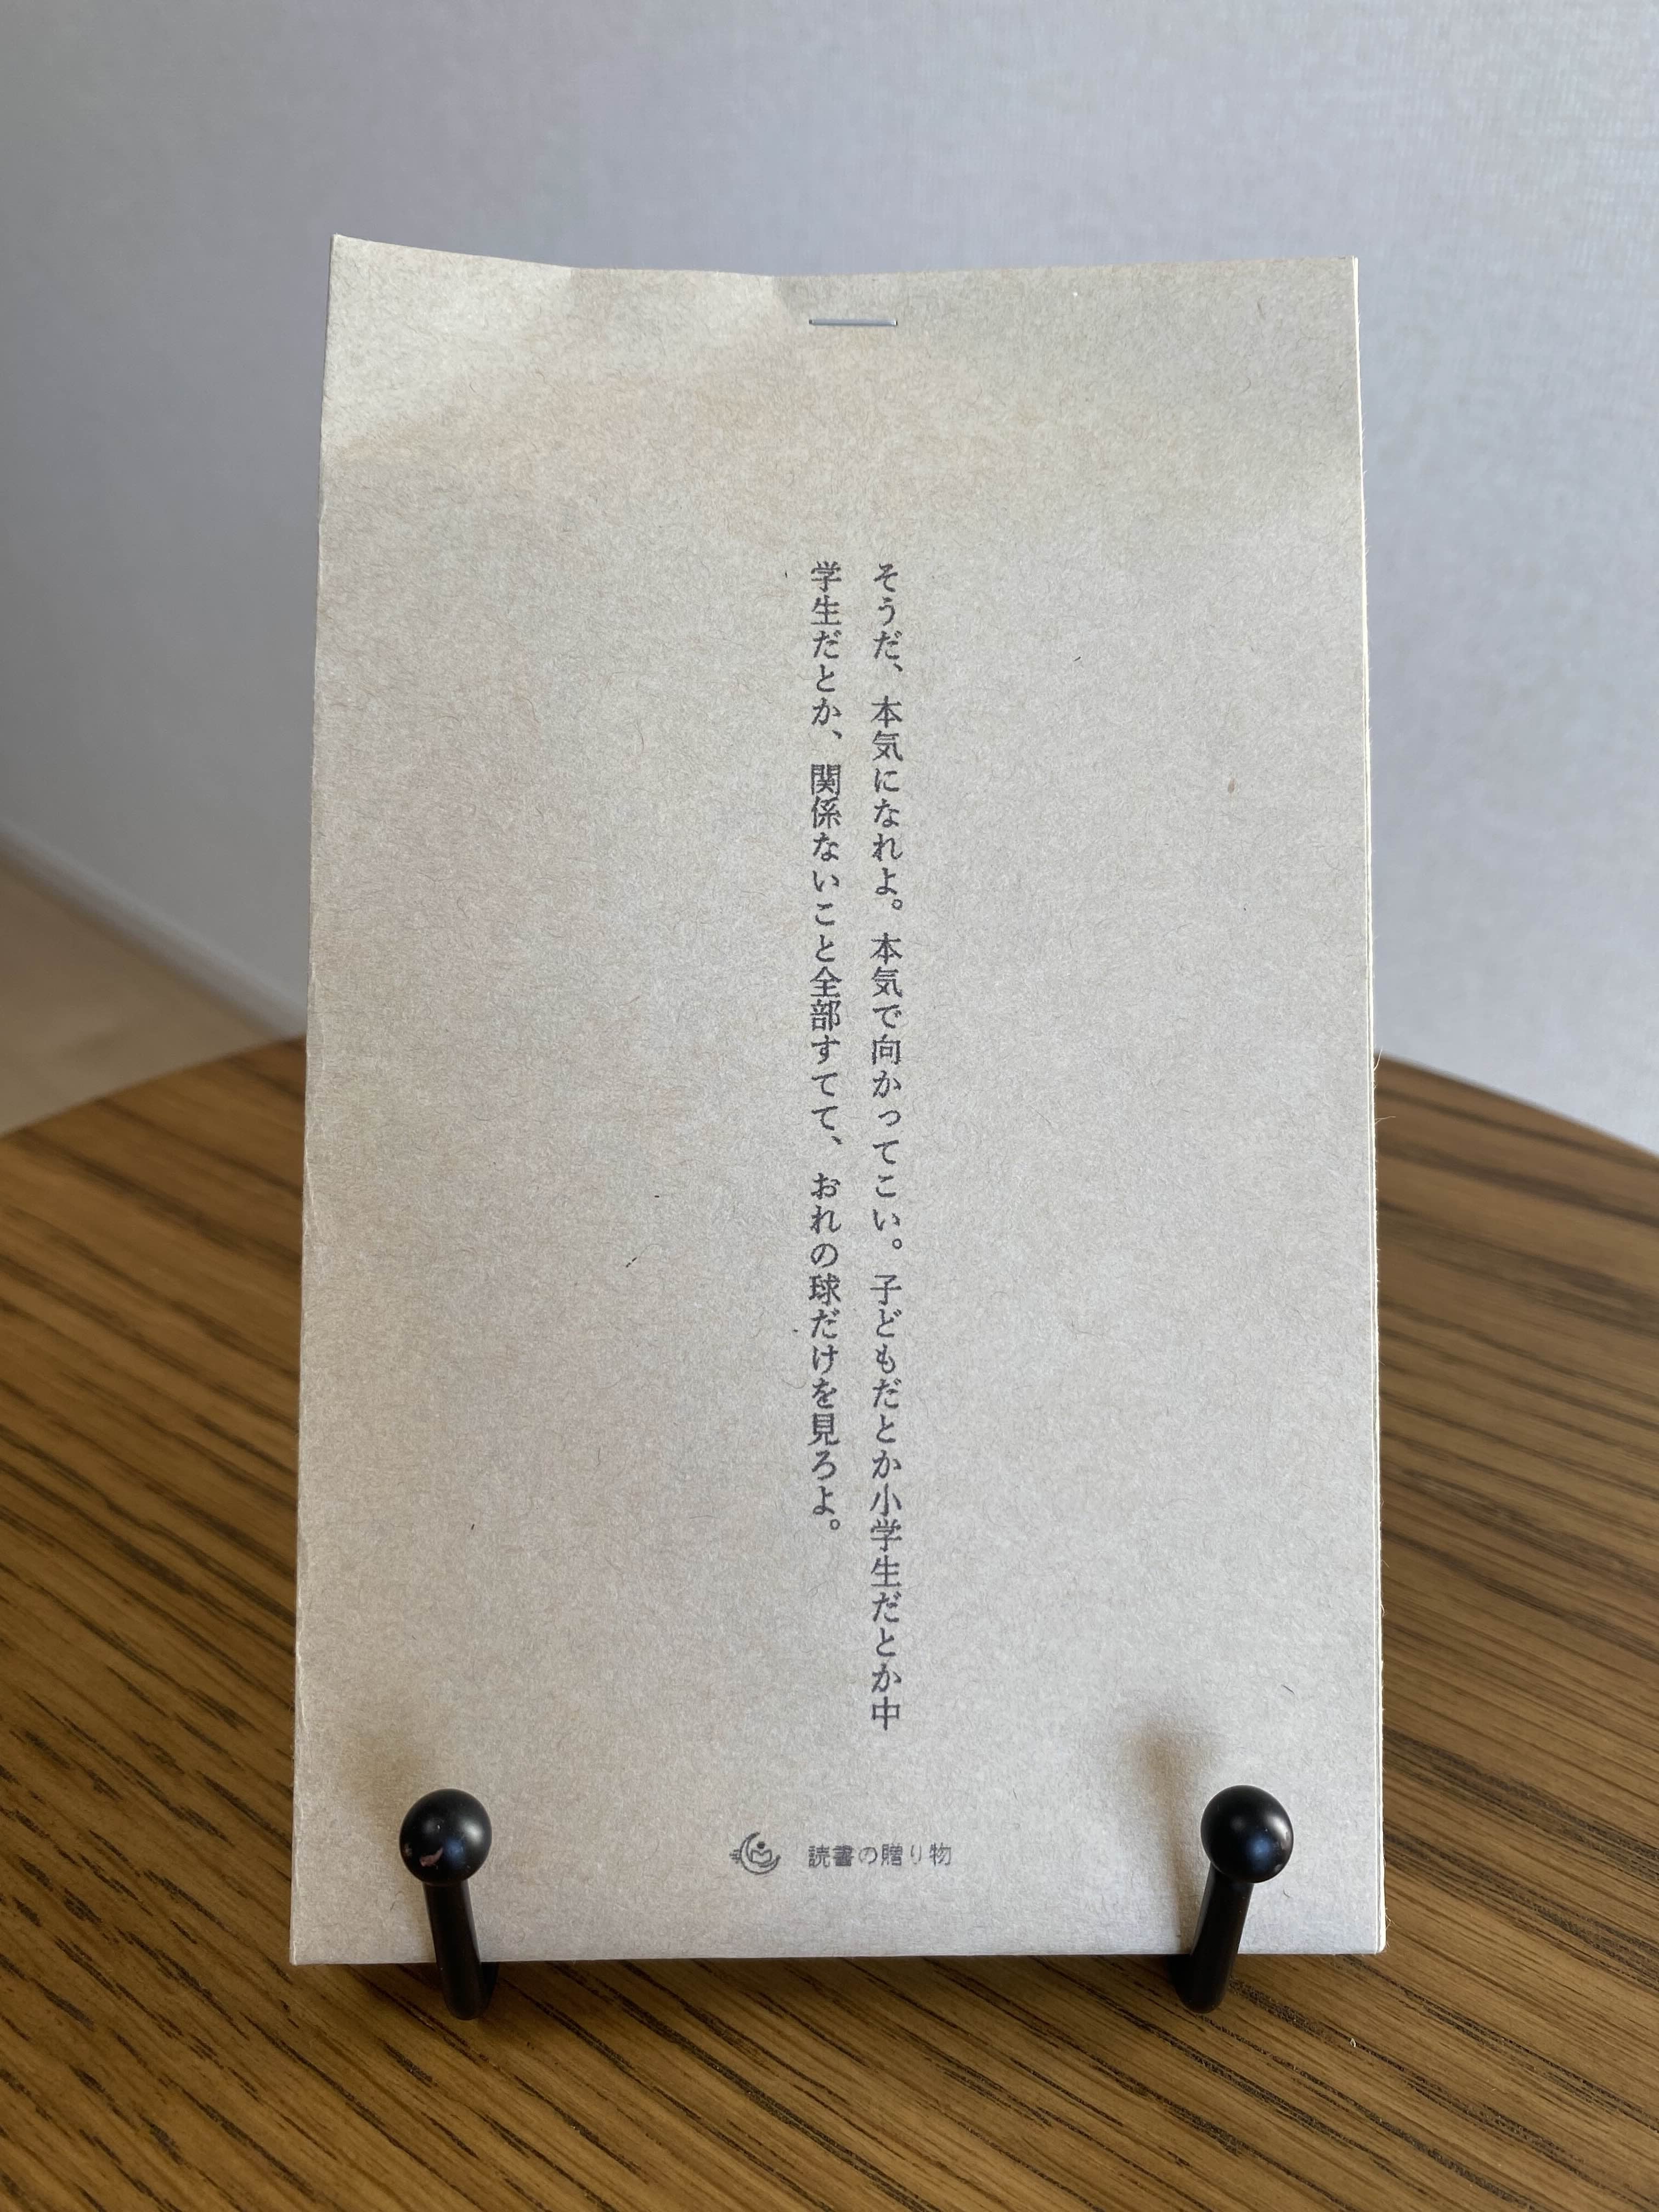 そうだ、本気になれよ。本気で向かってこい。子どもだとか小学生だとか中
学生だとか、関係ないこと全部すてて、おれの球だけを見ろよ。
読書の贈り物